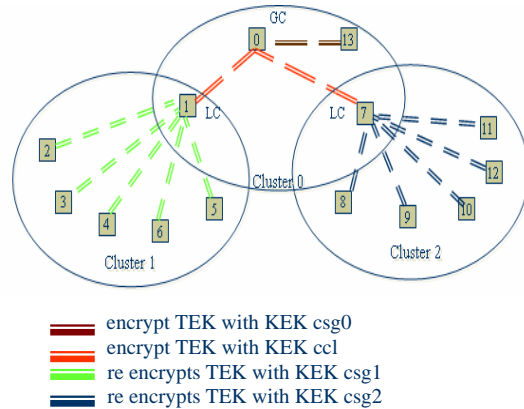 GC
0
13
1
LC
LC
7
2
11
12
3
4
6
5
8
9
10
Cluster 0
Cluster 1
Cluster 2
encrypt TEK with KEK csg0
encrypt TEK with KEK ccl
re encrypts TEK with KEK csg1
re encrypts TEK with KEK csg2